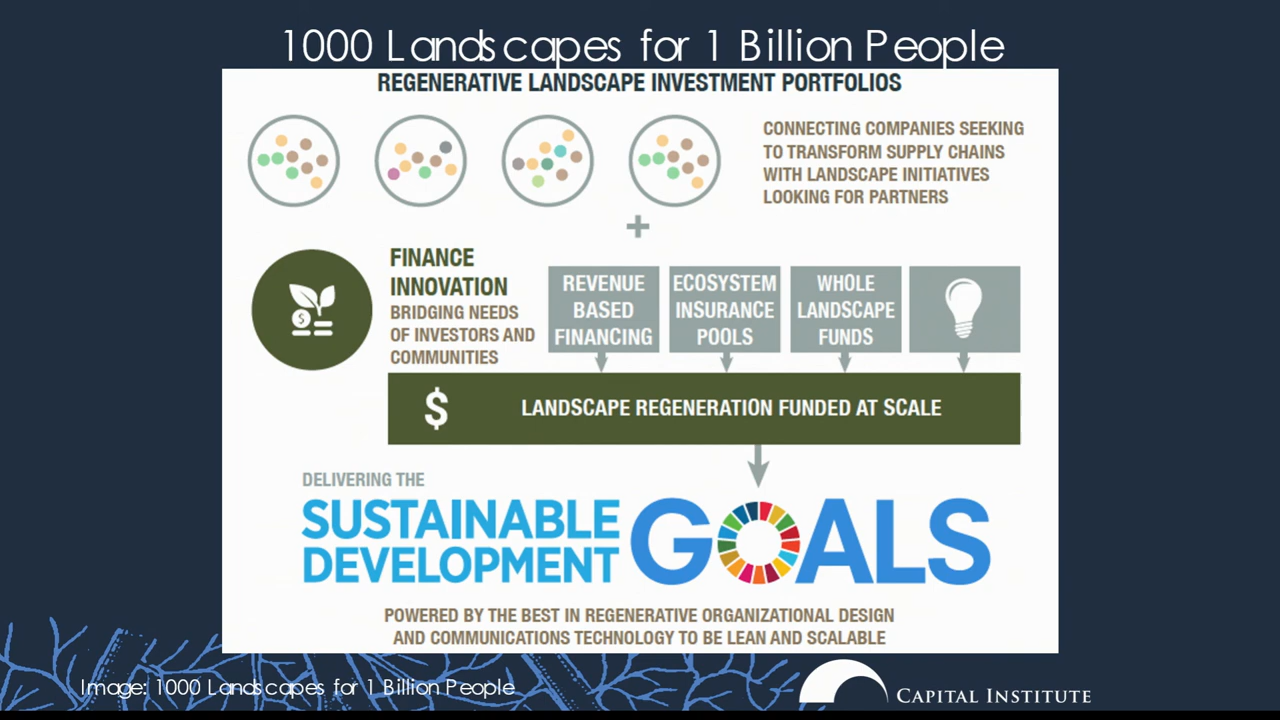 1000 Landscapes for 1 Billion People
REGENERATIVE LANDSCAPE INVESTMENT PORTFOLIOS
CONNECTING COMPANIES SEEKING
TO TRANSFORM SUPPLY CHAINS
WITH LANDSCAPE INITIATIVES
LOOKING FOR PARTNERS
+
FINANCE
INNOVATION
BRIDGING NEEDS
OF INVESTORS AND
COMMUNITIES
REVENUE
BASED
FINANCING
ECOSYSTEM
INSURANCE
POOLS
WHOLE
LANDSCAPE
FUNDS
$
$ LANDSCAPE REGENERATION FUNDED AT SCALE
DELIVERING THE
SUSTAINABLE
DEVELOPMENT
GOALS
POWERED BY THE BEST IN REGENERATIVE ORGANIZATIONAL DESIGN
AND COMMUNICATIONS TECHNOLOGY TO BE LEAN AND SCALABLE
Image: 1000 Landscapes for 1 Billion People
CAPITAL INSTITUTE